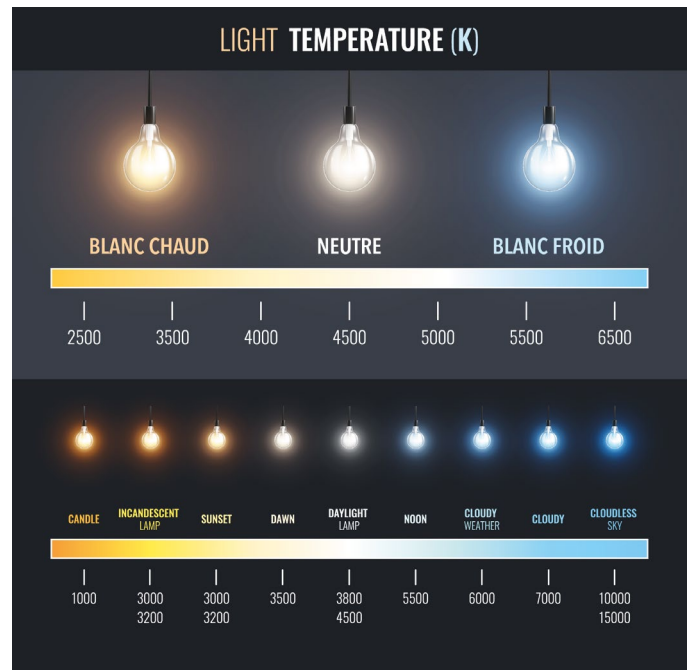 LIGHT TEMPERATURE (K)
BLANC CHAUD NEUTRE BLANC FROID
2500 3500 4000 4500 5000 5500 6500
CANDLE
INCANDESCENT
LAMP
SUNSET
DAWN
DAYLIGHT
LAMP
NOON
CLOUDY
WEATHER
CLOUDY
CLOUDLESS
SKY
1000 3000 3000 3500 3800 5500 6000 7000 10000
3200 3200 4500 15000